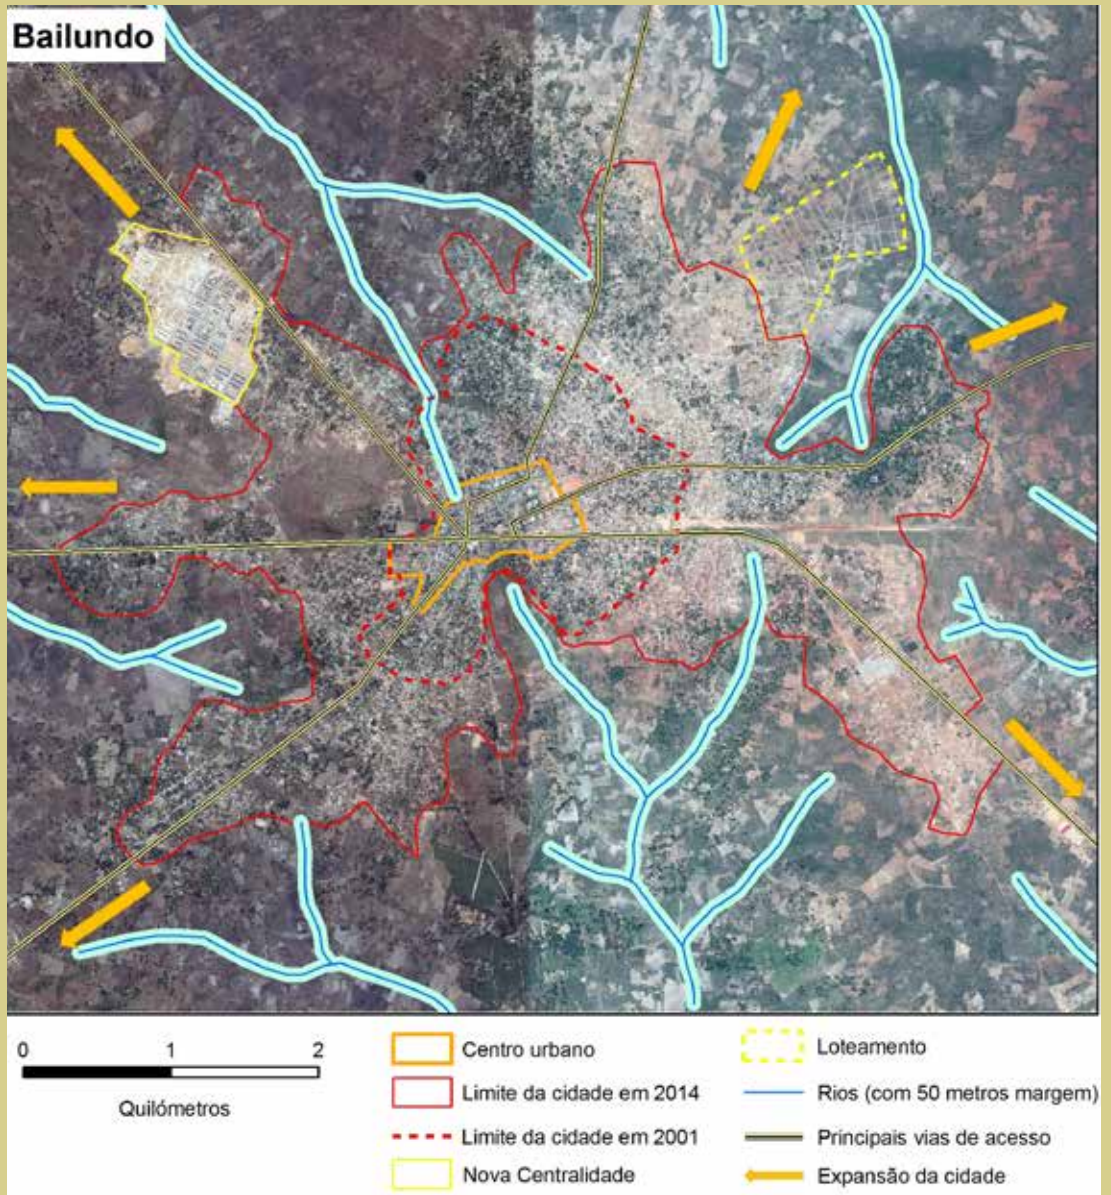 Bailundo
0 1 2
Quilómetros
Centro urbano
Limite da cidade em 2014
Limite da cidade em 2001
Nova Centralidade
Loteamento
Rios (com 50 metros margem)
Principais vias de acesso
Expansão da cidade